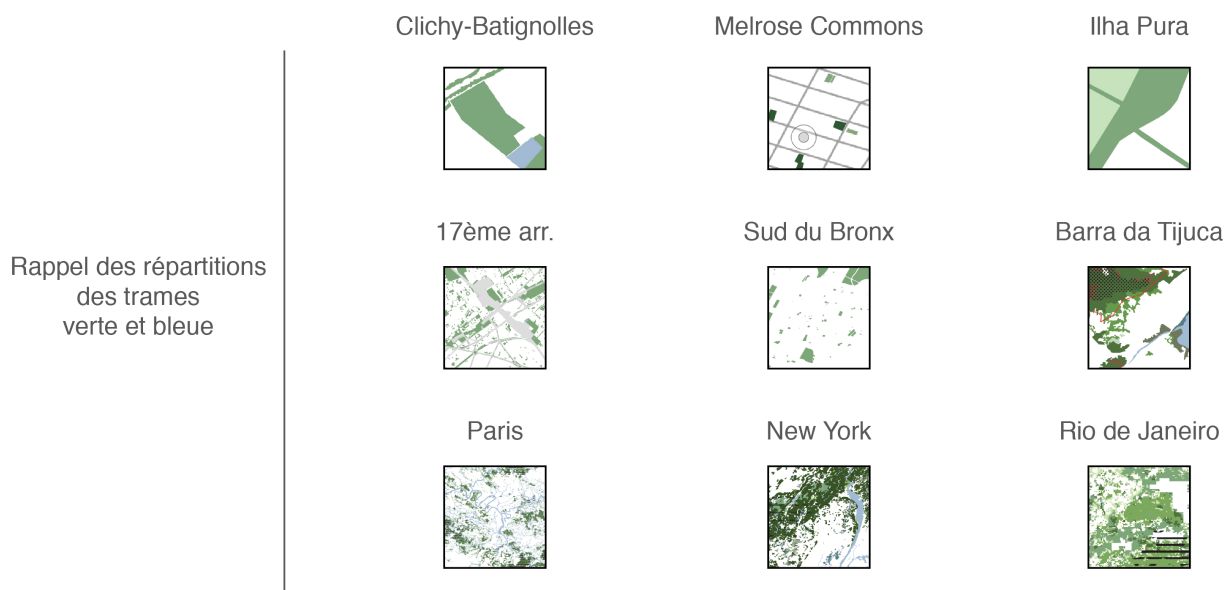 Clichy-Batignolles
Melrose Commons
Ilha Pura
17ème arr.
Sud du Bronx
Barra da Tijuca
Rappel des répartitions
des trames
verte et bleue
Paris
New York
Rio de Janeiro